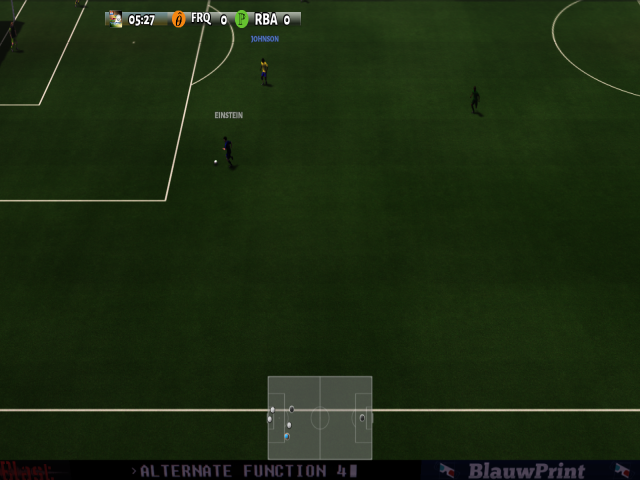 05:27 FRQ 0 RBA 0
JOHNSON
EINSTEIN
>ALTERNATE FUNCTION 4 BlauwPrint